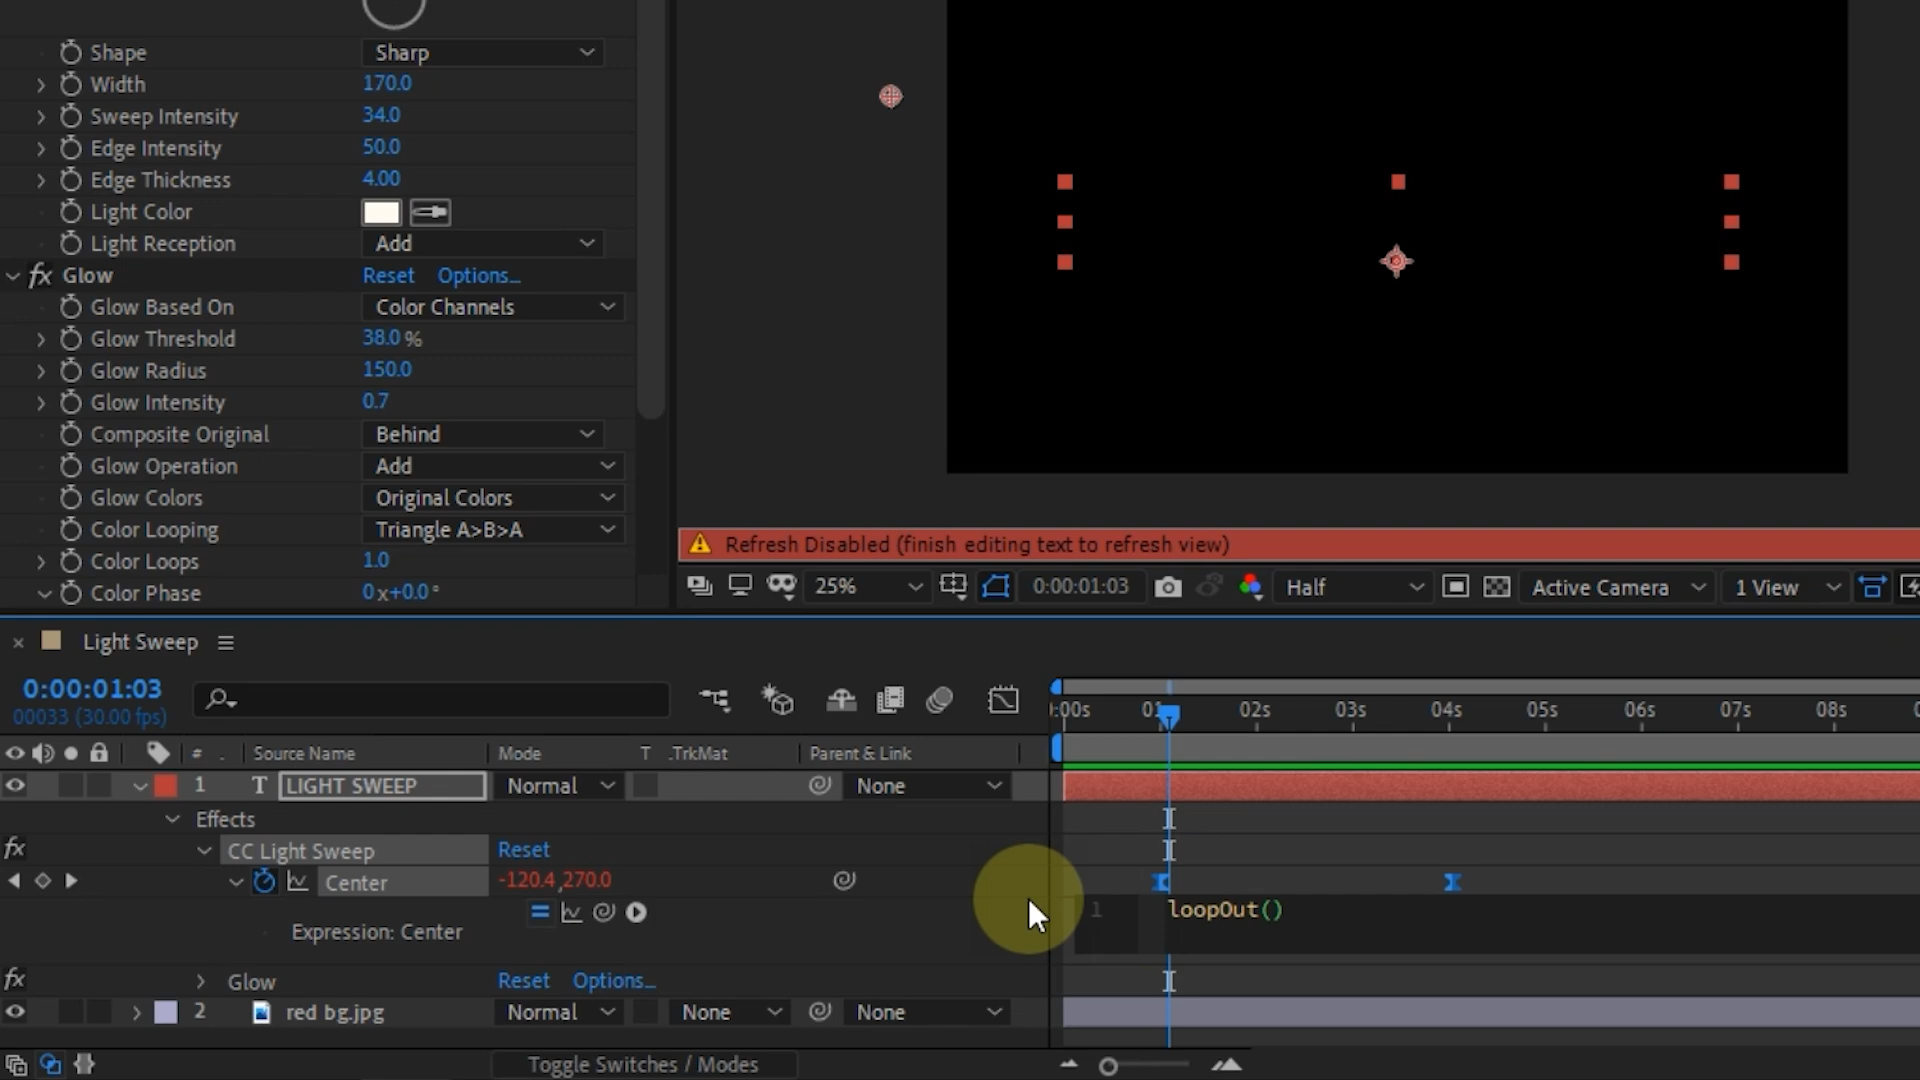 Shape Sharp
Width 170.0
Sweep Intensity 34.0
Edge Intensity 50.0
Edge Thickness 4.00
Light Color
Light Reception Add
fx Glow Reset Options...
Glow Based On Color Channels
Glow Threshold 38.0 %
Glow Radius 150.0
Glow Intensity 0.7
Composite Original Behind
Glow Operation Add
Glow Colors Original Colors
Color Looping Triangle A>B>A
Color Loops 1.0
Color Phase 0x+0.0°
Refresh Disabled (finish editing text to refresh view)
25% 0:00:01:03 Half Active Camera 1 View
× Light Sweep
0:00:01:03
00033 (30.00 fps)
:00s 01 02s 03s 04s 05s 06s 07s 08s
# . Source Name Mode T .TrkMat Parent & Link
1 T LIGHT SWEEP Normal None
Effects
fx CC Light Sweep Reset
Center -120.4,270.0
1 loopOut()
Expression: Center
fx Glow Reset Options...
2 red bg.jpg Normal None None
Toggle Switches / Modes